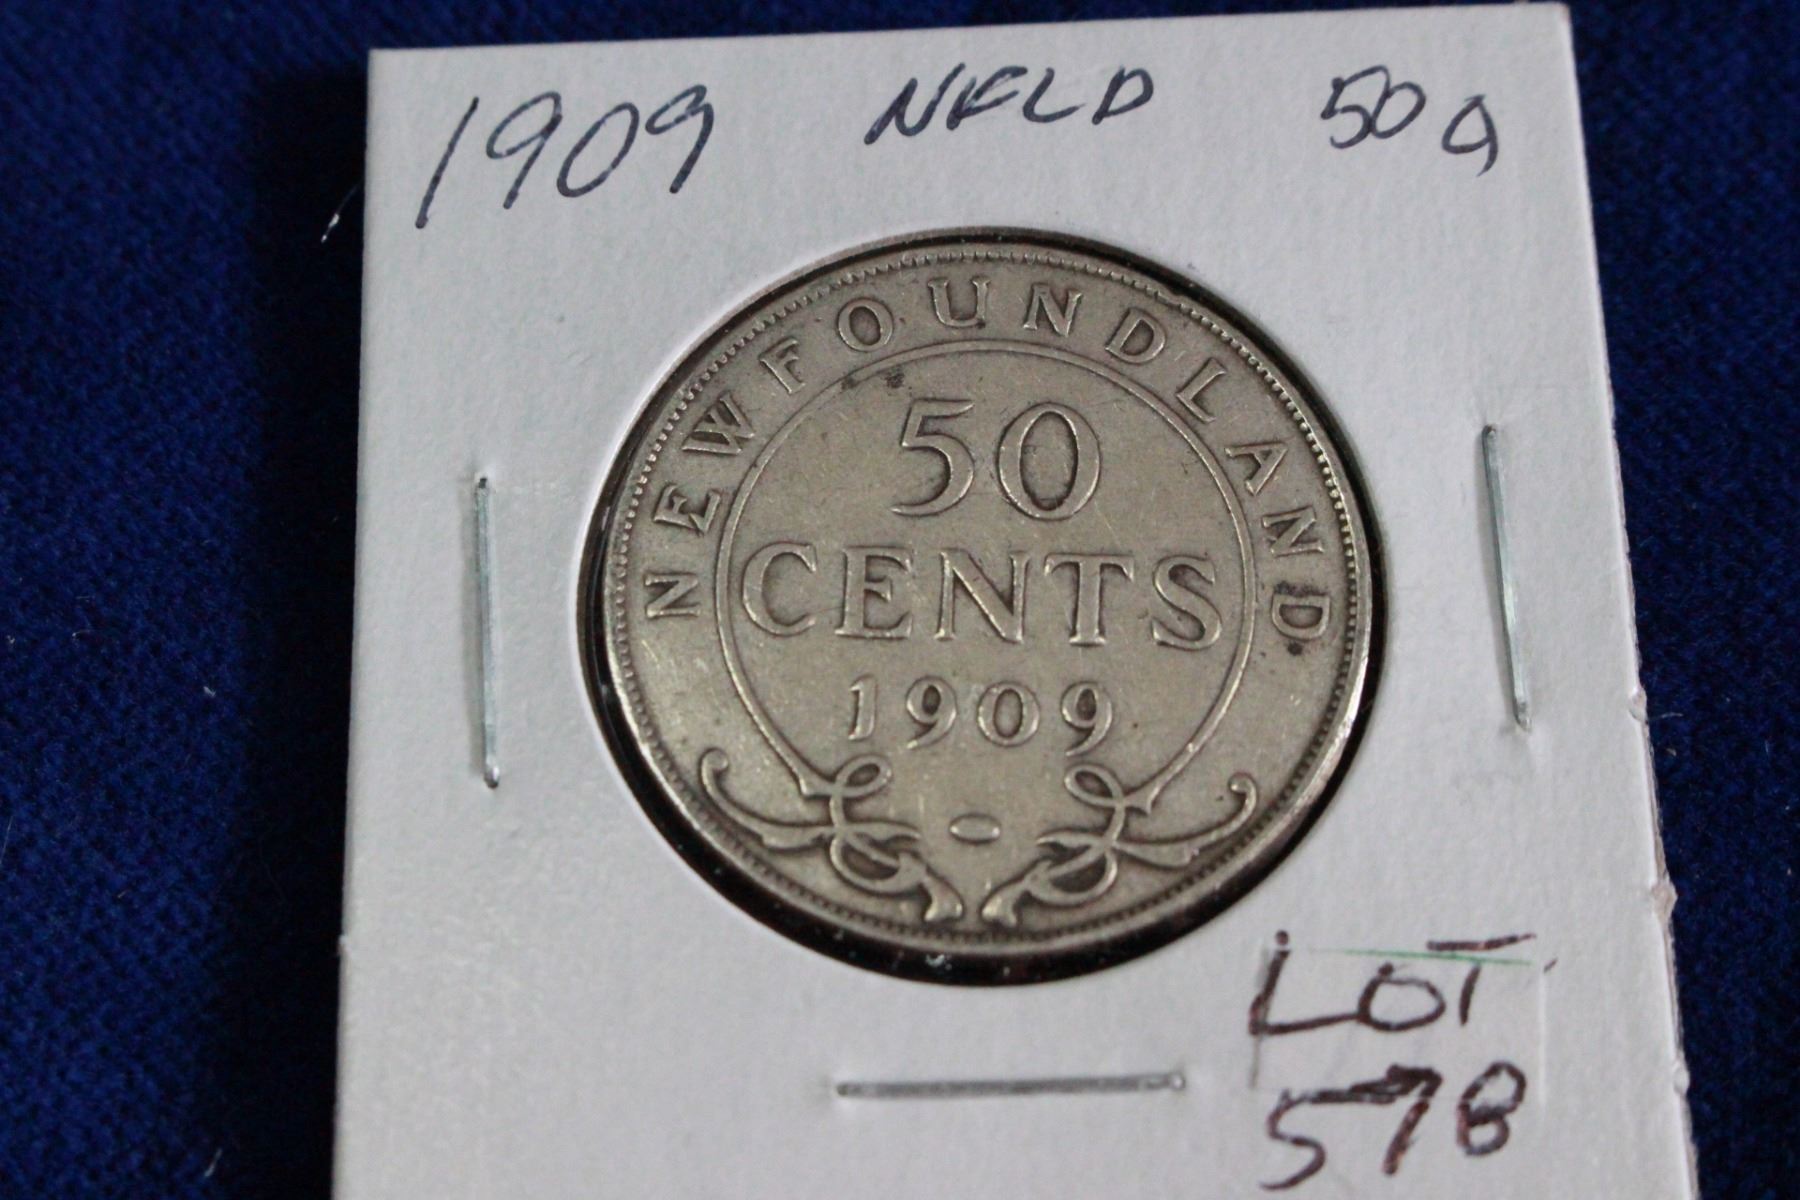 1909 NFLD 50¢
NEWFOUNDLAND
50
CENTS
1909
LOT
578